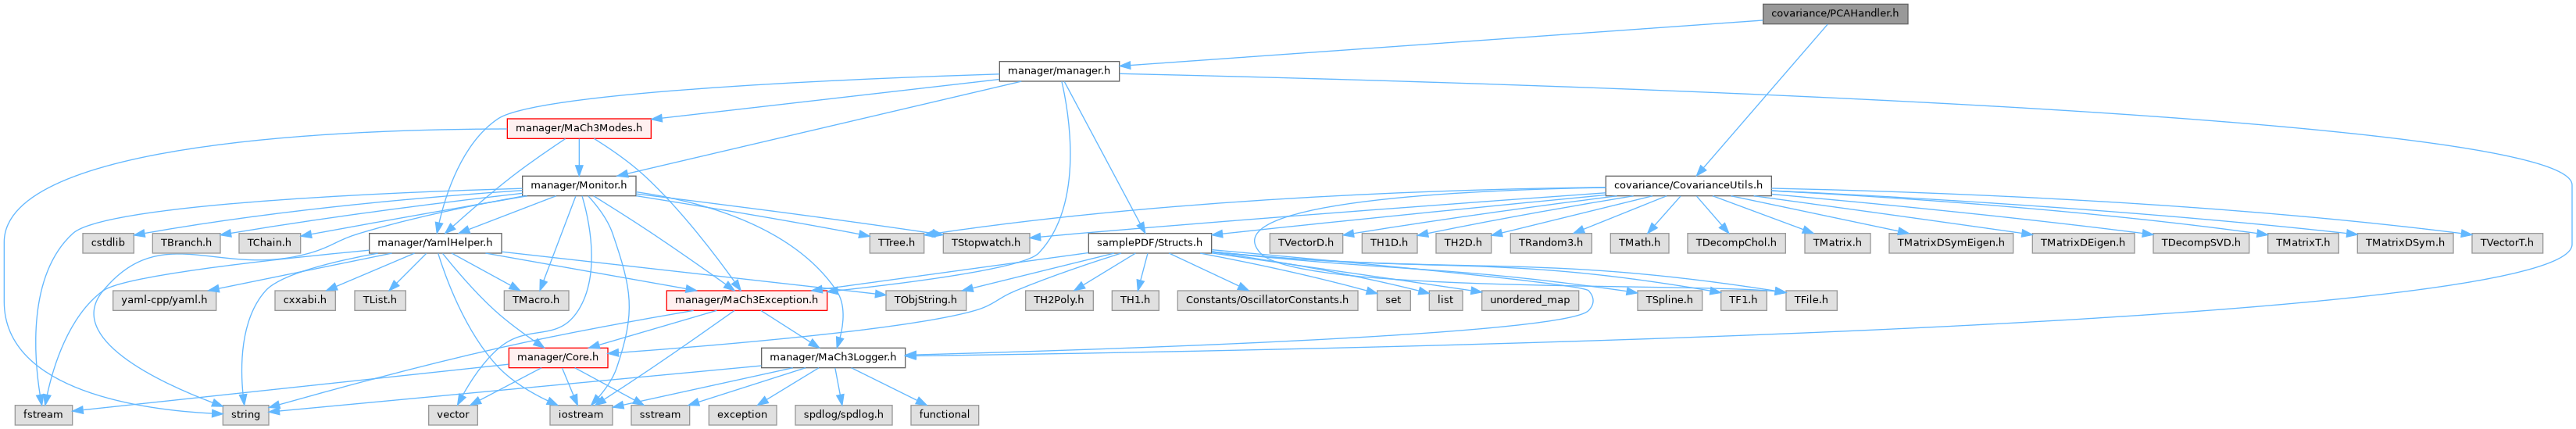 covariance/PCAHandler.h
manager/manager.h
manager/MaCh3Modes.h
manager/Monitor.h
covariance/CovarianceUtils.h
cstdlib
TBranch.h
TChain.h
manager/YamlHelper.h
TTree.h
TStopwatch.h
samplePDF/Structs.h
TVectorD.h
TH1D.h
TH2D.h
TRandom3.h
TMath.h
TDecompChol.h
TMatrix.h
TMatrixDSymEigen.h
TMatrixDEigen.h
TDecompSVD.h
TMatrixT.h
TMatrixDSym.h
TVectorT.h
yaml-cpp/yaml.h
cxxabi.h
TList.h
TMacro.h
manager/MaCh3Exception.h
TObjString.h
TH2Poly.h
TH1.h
Constants/OscillatorConstants.h
set
list
unordered_map
TSpline.h
TF1.h
TFile.h
manager/Core.h
manager/MaCh3Logger.h
fstream
string
vector
iostream
sstream
exception
spdlog/spdlog.h
functional